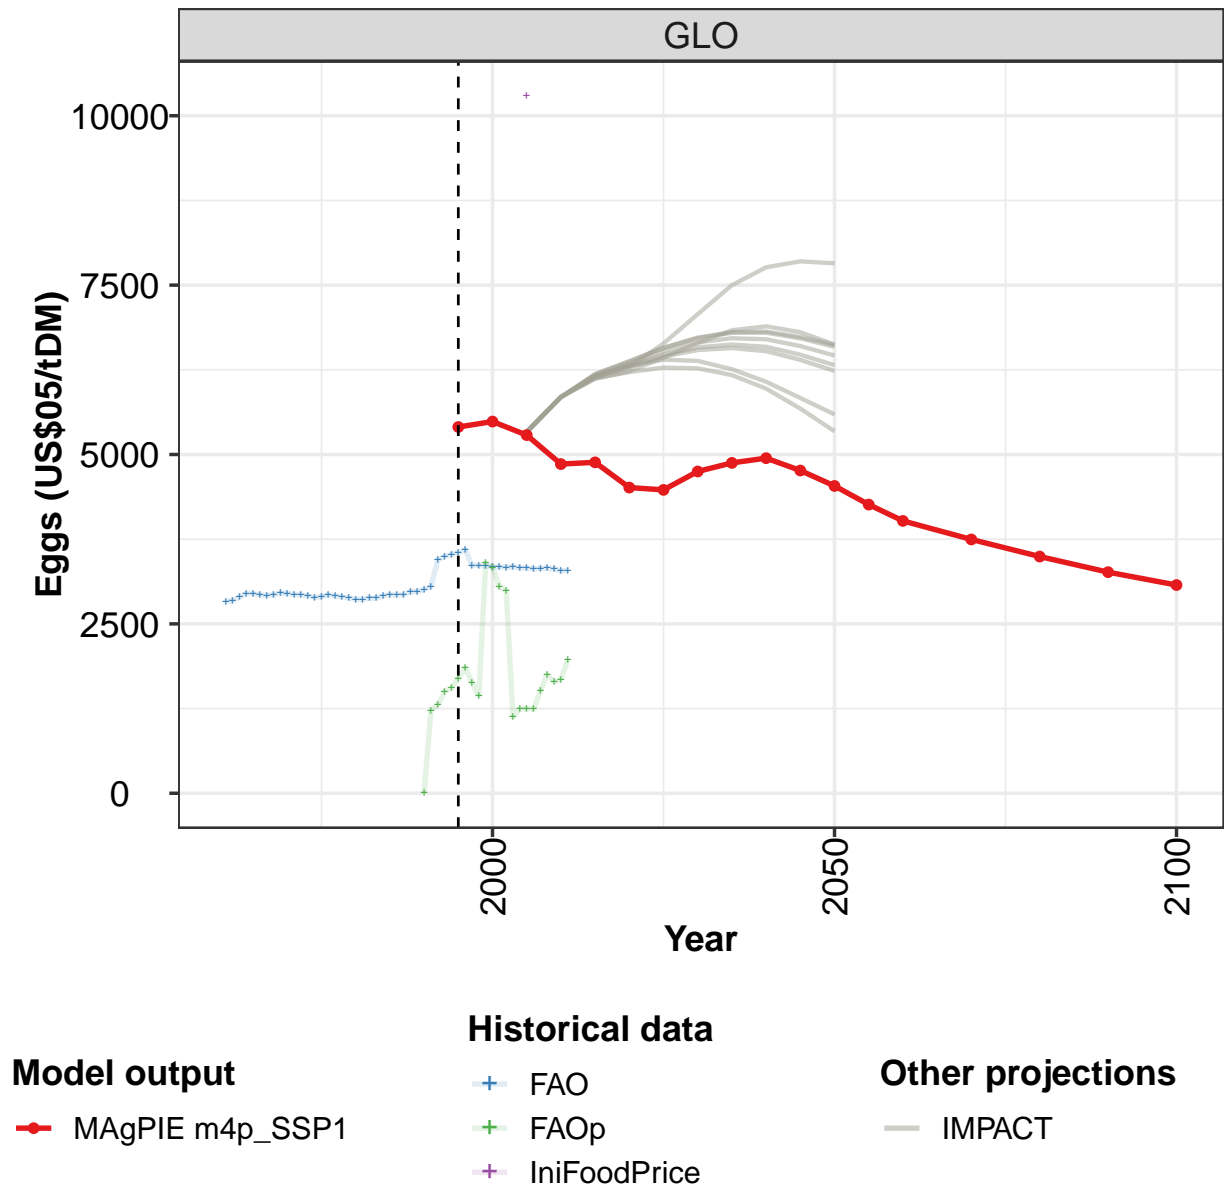 GLO
10000
7500
5000
2500
0
Eggs (US$05/tDM)
2000
2050
2100
Year
Model output
MAgPIE m4p_SSP1
Historical data
FAO
FAOp
IniFoodPrice
Other projections
IMPACT